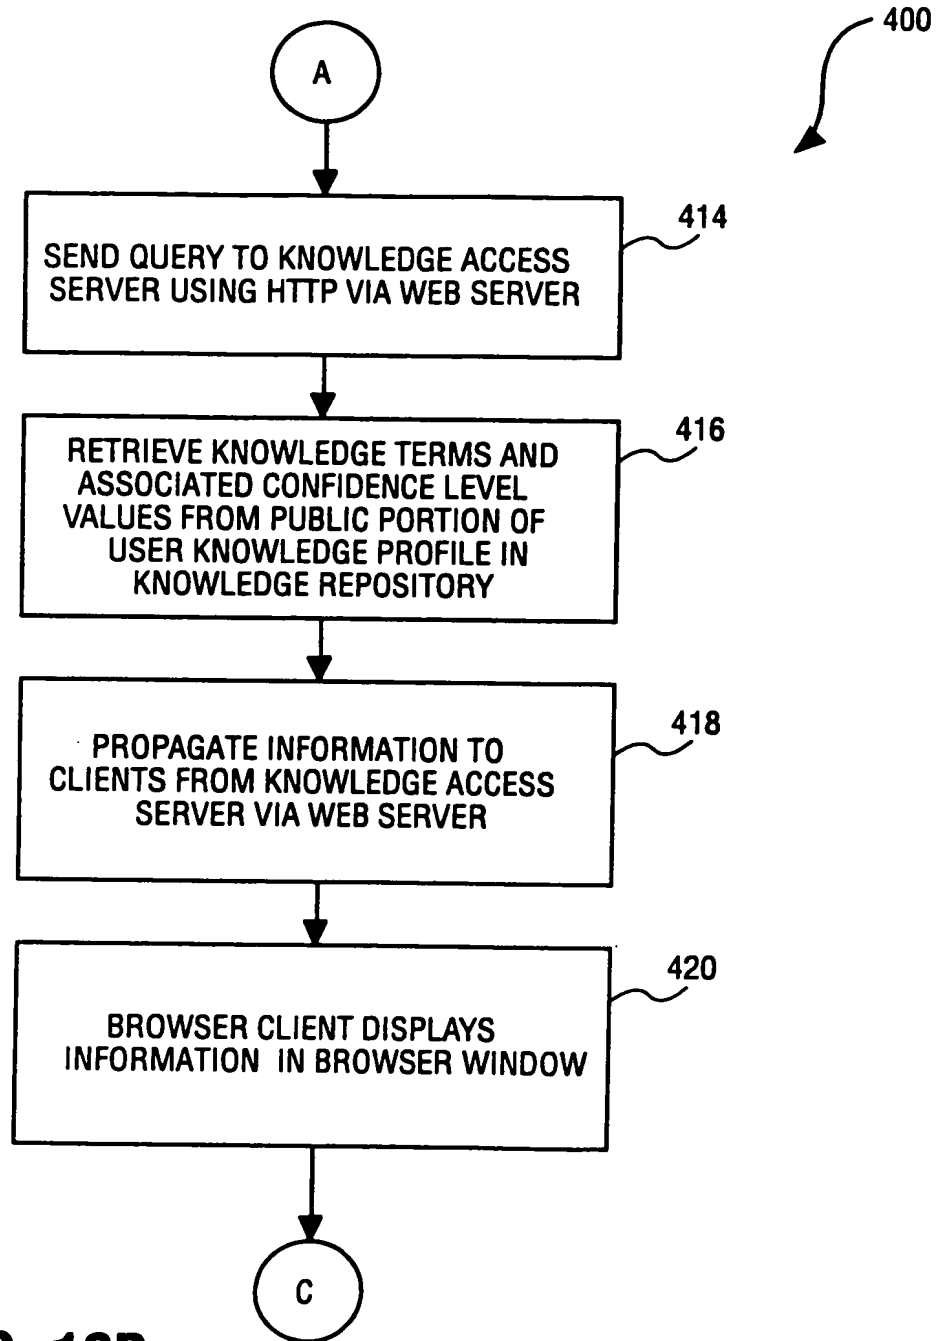 400
A
414
SEND QUERY TO KNOWLEDGE ACCESS
SERVER USING HTTP VIA WEB SERVER
416
RETRIEVE KNOWLEDGE TERMS AND
ASSOCIATED CONFIDENCE LEVEL
VALUES FROM PUBLIC PORTION OF
USER KNOWLEDGE PROFILE IN
KNOWLEDGE REPOSITORY
418
PROPAGATE INFORMATION TO
CLIENTS FROM KNOWLEDGE ACCESS
SERVER VIA WEB SERVER
420
BROWSER CLIENT DISPLAYS
INFORMATION IN BROWSER WINDOW
C